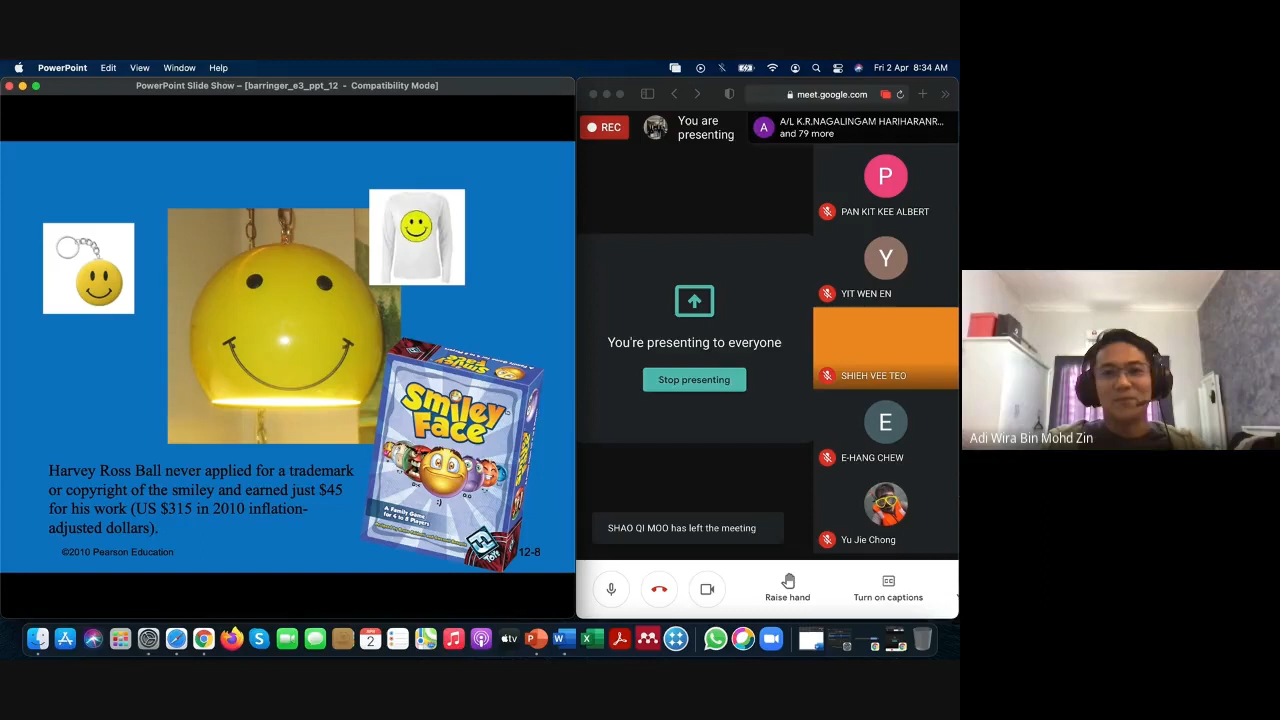 PowerPoint Edit View Window Help
Fri 2 Apr 8:34 AM
PowerPoint Slide Show – [barringer_e3_ppt_12 - Compatibility Mode]
meet.google.com
REC
You are
presenting
A
A/L K.R.NAGALINGAM HARIHARANR...
and 79 more
P
PAN KIT KEE ALBERT
Y
YIT WEN EN
SHIEH VEE TEO
E
E-HANG CHEW
Yu Jie Chong
You're presenting to everyone
Stop presenting
SHAO QI MOO has left the meeting
Raise hand
Turn on captions
Smiley
Face
A Family Game
for 4 to 8 Players
Harvey Ross Ball never applied for a trademark
or copyright of the smiley and earned just $45
for his work (US $315 in 2010 inflation-
adjusted dollars).
©2010 Pearson Education
12-8
Adi Wira Bin Mohd Zin
APR
2
tv